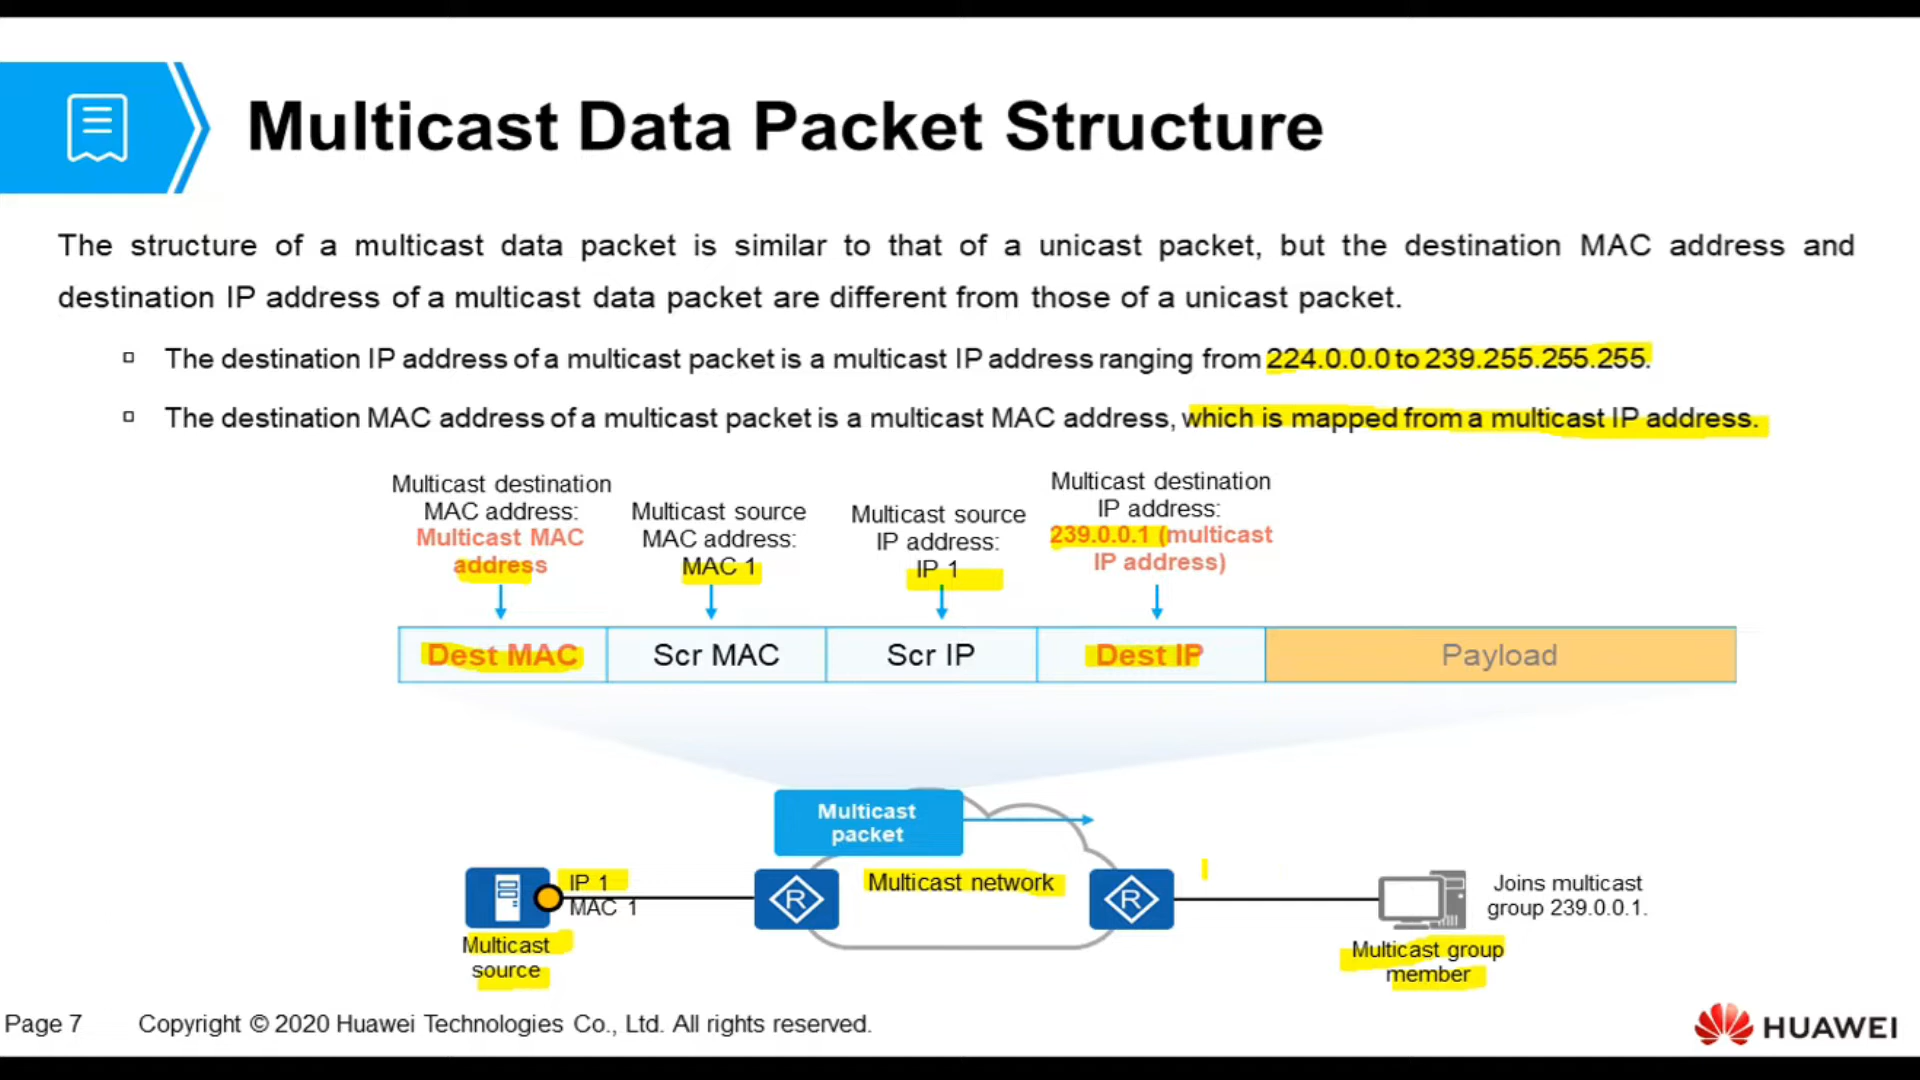 Multicast Data Packet Structure
The structure of a multicast data packet is similar to that of a unicast packet, but the destination MAC address and
destination IP address of a multicast data packet are different from those of a unicast packet.
The destination IP address of a multicast packet is a multicast IP address ranging from 224.0.0.0 to 239.255.255.255.
The destination MAC address of a multicast packet is a multicast MAC address, which is mapped from a multicast IP address.
Multicast destination
MAC address:
Multicast MAC
address
Multicast source
MAC address:
MAC 1
Multicast source
IP address:
IP 1
Multicast destination
IP address:
239.0.0.1 (multicast
IP address)
Dest MAC
Scr MAC
Scr IP
Dest IP
Payload
Multicast
packet
IP 1
MAC 1
Multicast
source
R
Multicast network
R
Joins multicast
group 239.0.0.1.
Multicast group
member
Page 7
Copyright © 2020 Huawei Technologies Co., Ltd. All rights reserved.
HUAWEI